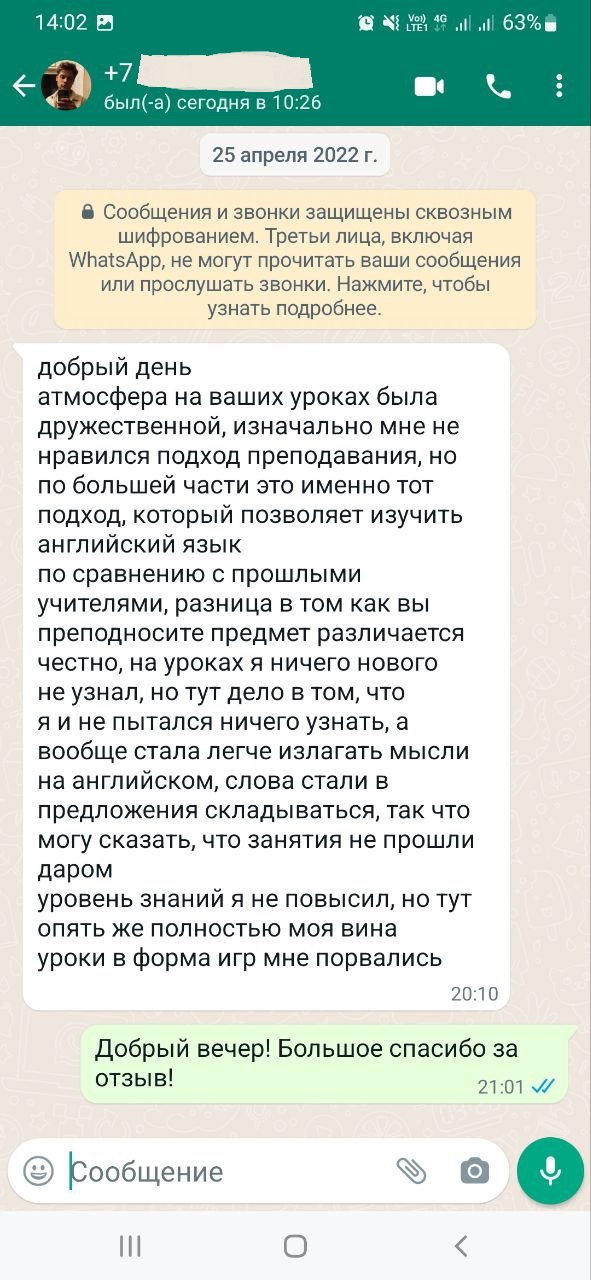 14:02 Vo)) 4G LTE1 63%
+7
был(-а) сегодня в 10:26
25 апреля 2022 г.
Сообщения и звонки защищены сквозным
шифрованием. Третьи лица, включая
WhatsApp, не могут прочитать ваши сообщения
или прослушать звонки. Нажмите, чтобы
узнать подробнее.
добрый день
атмосфера на ваших уроках была
дружественной, изначально мне не
нравился подход преподавания, но
по большей части это именно тот
подход, который позволяет изучить
английский язык
по сравнению с прошлыми
учителями, разница в том как вы
преподносите предмет различается
честно, на уроках я ничего нового
не узнал, но тут дело в том, что
я и не пытался ничего узнать, а
вообще стала легче излагать мысли
на английском, слова стали в
предложения складываться, так что
могу сказать, что занятия не прошли
даром
уровень знаний я не повысил, но тут
опять же полностью моя вина
уроки в форма игр мне порвались
20:10
Добрый вечер! Большое спасибо за
отзыв!
21:01
Сообщение